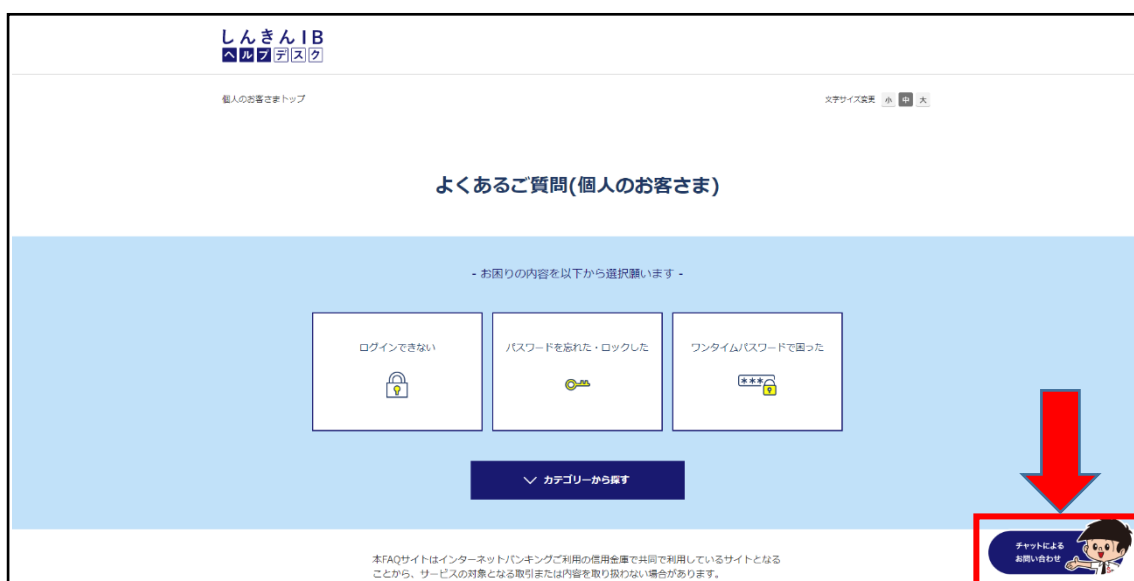 しんきんIB
ヘルプデスク
個人のお客さまトップ
文字サイズ変更 小 中 大
よくあるご質問(個人のお客さま)
- お困りの内容を以下から選択願います -
ログインできない
パスワードを忘れた・ロックした
ワンタイムパスワードで困った
***
カテゴリーから探す
チャットによる
お問い合わせ
本FAQサイトはインターネットバンキングご利用の信用金庫で共同で利用しているサイトとなる
ことから、サービスの対象となる取引または内容を取り扱わない場合があります。